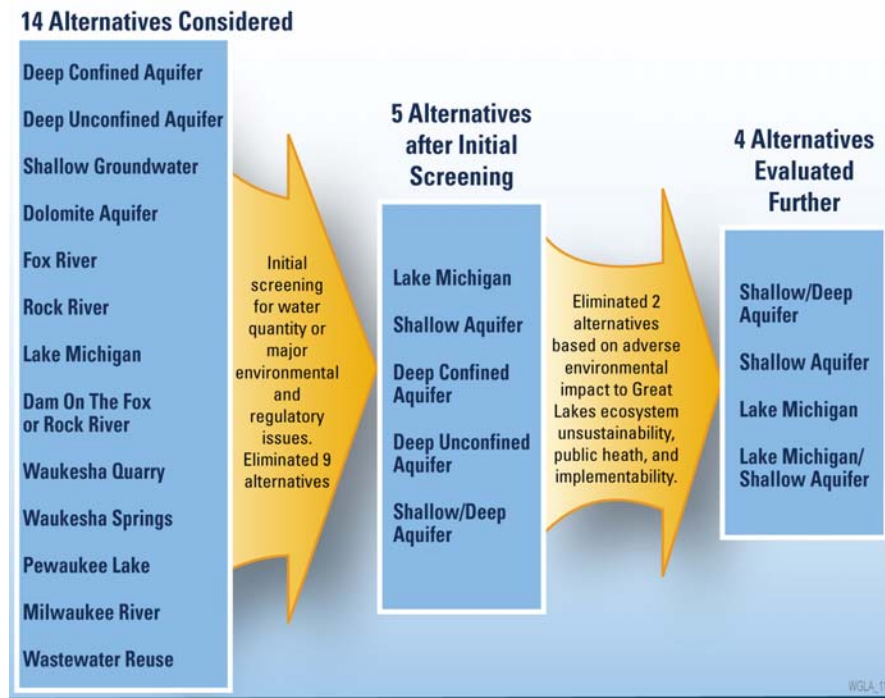 14 Alternatives Considered
Deep Confined Aquifer
Deep Unconfined Aquifer
Shallow Groundwater
Dolomite Aquifer
Fox River
Rock River
Lake Michigan
Dam On The Fox
or Rock River
Waukesha Quarry
Waukesha Springs
Pewaukee Lake
Milwaukee River
Wastewater Reuse
Initial
screening
for water
quantity or
major
environmental
and
regulatory
issues.
Eliminated 9
alternatives
5 Alternatives
after Initial
Screening
Lake Michigan
Shallow Aquifer
Deep Confined
Aquifer
Deep Unconfined
Aquifer
Shallow/Deep
Aquifer
Eliminated 2
alternatives
based on adverse
environmental
impact to Great
Lakes ecosystem
unsustainability,
public heath, and
implementability.
4 Alternatives
Evaluated
Further
Shallow/Deep
Aquifer
Shallow Aquifer
Lake Michigan
Lake Michigan/
Shallow Aquifer